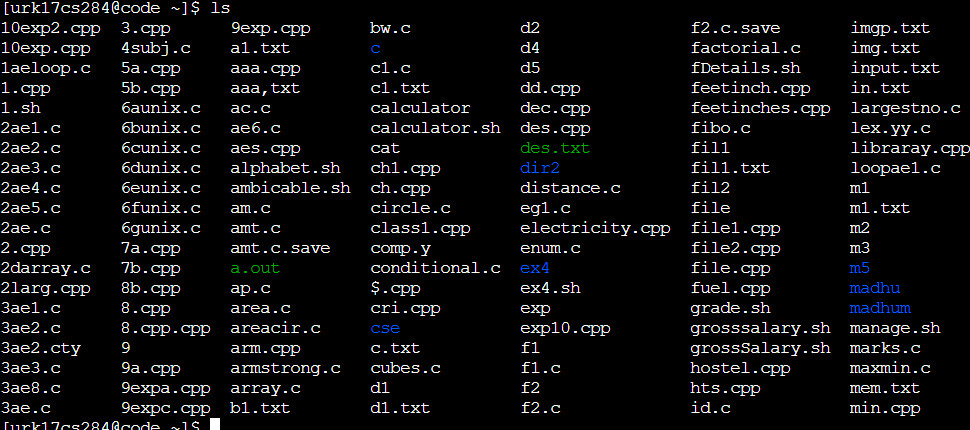 [urk17cs284@code ~]$ ls
10exp2.cpp 3.cpp 9exp.cpp bw.c d2 f2.c.save imgp.txt
10exp.cpp 4subj.c a1.txt c d4 factorial.c img.txt
1aeloop.c 5a.cpp aaa.cpp c1.c d5 fDetails.sh input.txt
1.cpp 5b.cpp aaa,txt c1.txt dd.cpp feetinch.cpp in.txt
1.sh 6aunix.c ac.c calculator dec.cpp feetinches.cpp largestno.c
2ae1.c 6bunix.c ae6.c calculator.sh des.cpp fibo.c lex.yy.c
2ae2.c 6cunix.c aes.cpp cat des.txt fil1 libraray.cpp
2ae3.c 6dunix.c alphabet.sh ch1.cpp dir2 fil1.txt loopae1.c
2ae4.c 6eunix.c ambicable.sh ch.cpp distance.c fil2 m1
2ae5.c 6funix.c am.c circle.c eg1.c file m1.txt
2ae.c 6gunix.c amt.c class1.cpp electricity.cpp file1.cpp m2
2.cpp 7a.cpp amt.c.save comp.y enum.c file2.cpp m3
2darray.c 7b.cpp a.out conditional.c ex4 file.cpp m5
2larg.cpp 8b.cpp ap.c $.cpp ex4.sh fuel.cpp madhu
3ae1.c 8.cpp area.c cri.cpp exp grade.sh madhum
3ae2.c 8.cpp.cpp areacir.c cse exp10.cpp grosssalary.sh manage.sh
3ae2.cty 9 arm.cpp c.txt f1 grossSalary.sh marks.c
3ae3.c 9a.cpp armstrong.c cubes.c f1.c hostel.cpp maxmin.c
3ae8.c 9expa.cpp array.c d1 f2 hts.cpp mem.txt
3ae.c 9expc.cpp b1.txt d1.txt f2.c id.c min.cpp
[urk17cs284@code ~]$